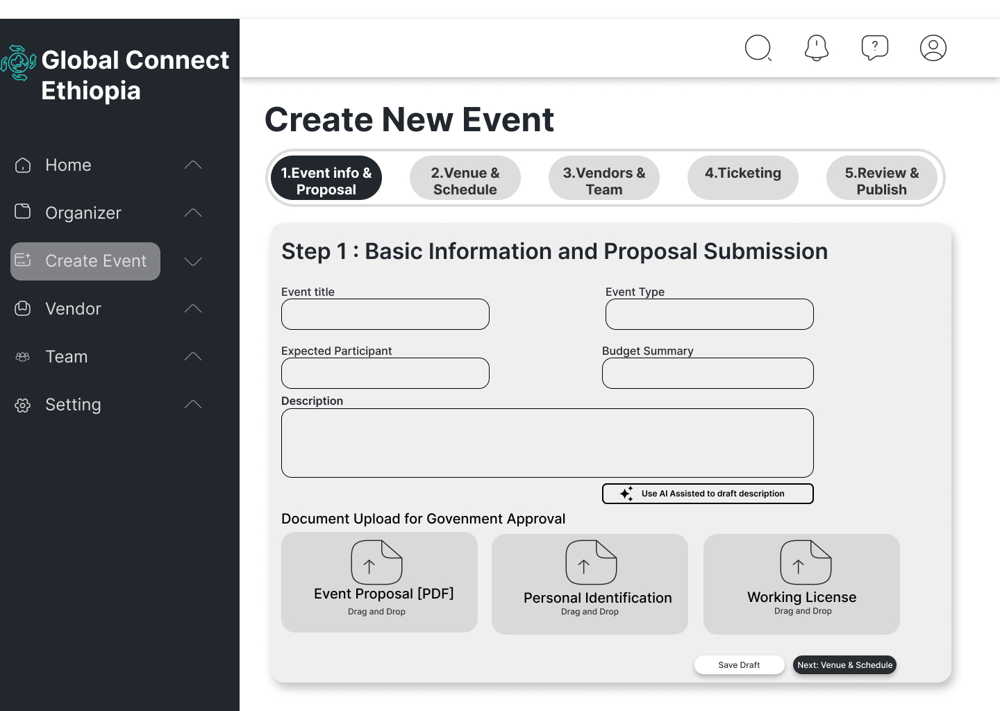 Global Connect
Ethiopia
Home
Organizer
Create Event
Vendor
Team
Setting
?
Create New Event
1.Event info &
Proposal
2.Venue &
Schedule
3.Vendors &
Team
4.Ticketing
5.Review &
Publish
Step 1 : Basic Information and Proposal Submission
Event title
Event Type
Expected Participant
Budget Summary
Description
Use AI Assisted to draft description
Document Upload for Govenment Approval
Event Proposal [PDF]
Drag and Drop
Personal Identification
Drag and Drop
Working License
Drag and Drop
Save Draft
Next: Venue & Schedule